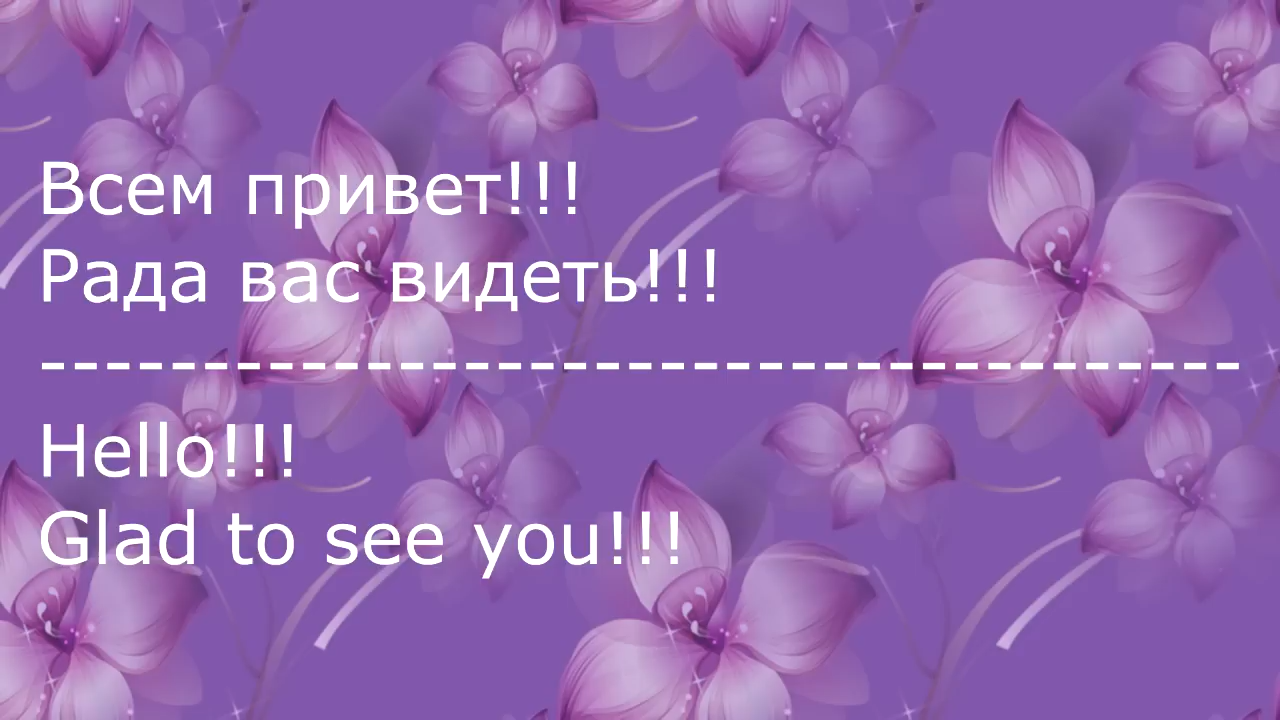 Всем привет!!!
Рада вас видеть!!!
-------------------------------------
Hello!!!
Glad to see you!!!